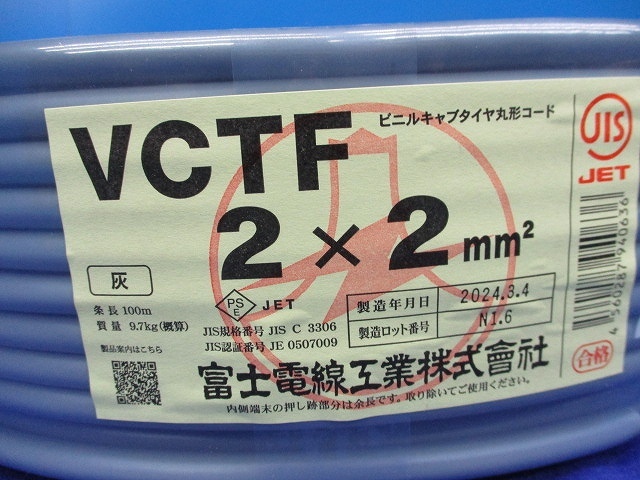 VCTF
ビニルキャブタイヤ丸形コード
2×2mm²
JIS
JET
灰
条長 100m
質量 9.7kg(概算)
製品案内はこちら
PS
E
JET
JIS規格番号 JIS C 3306
JIS認証番号 JE 0507009
製造年月日 2024.3.4
製造ロット番号 N1.6
富士電線工業株式會社
内側端末の押し跡部分は余長です。取り除いてご使用ください。
4 560287 940636
合格